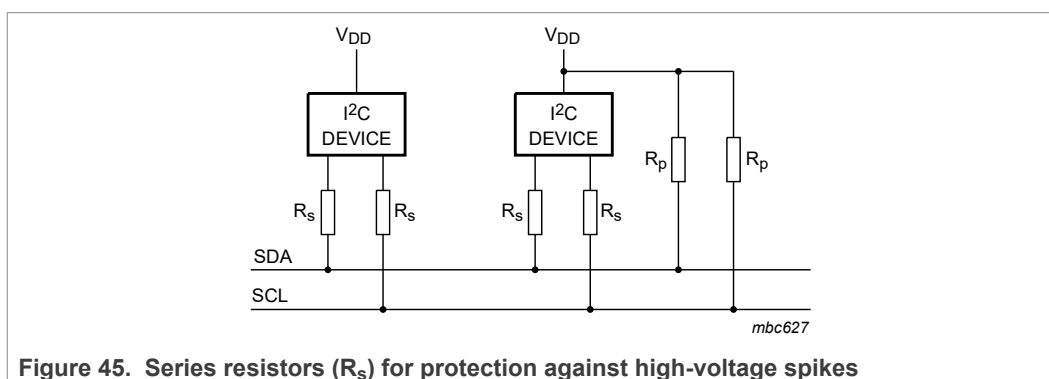 VDD VDD
I2C DEVICE
I2C DEVICE
Rp Rp
Rs Rs Rs Rs
SDA
SCL
mbc627
Figure 45. Series resistors (Rs) for protection against high-voltage spikes